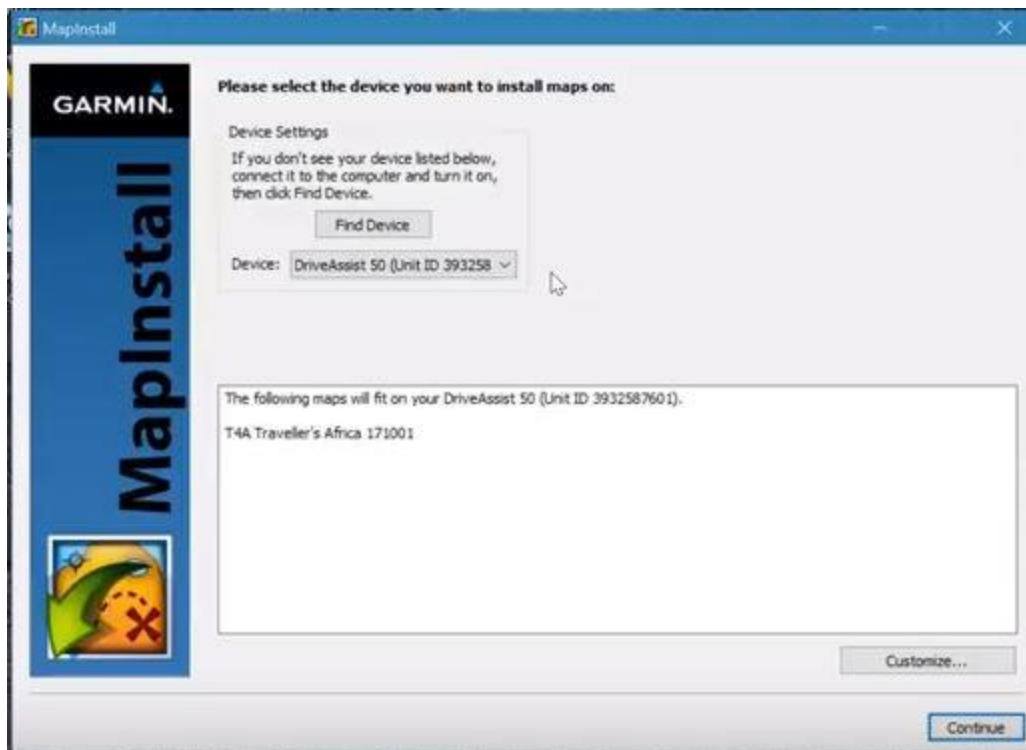 MapInstall
GARMIN.
MapInstall
Please select the device you want to install maps on:
Device Settings
If you don't see your device listed below,
connect it to the computer and turn it on,
then click Find Device.
Find Device
Device: DriveAssist 50 (Unit ID 393258
The following maps will fit on your DriveAssist 50 (Unit ID 3932587601).
T4A Traveller's Africa 171001
Customize...
Continue